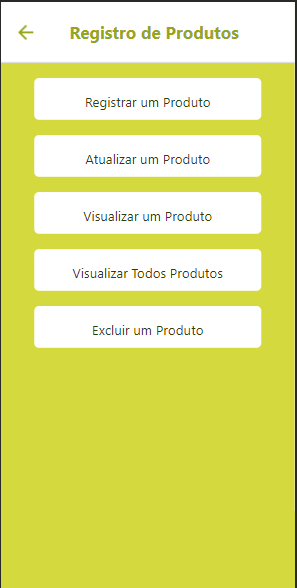 Registro de Produtos
Registrar um Produto
Atualizar um Produto
Visualizar um Produto
Visualizar Todos Produtos
Excluir um Produto